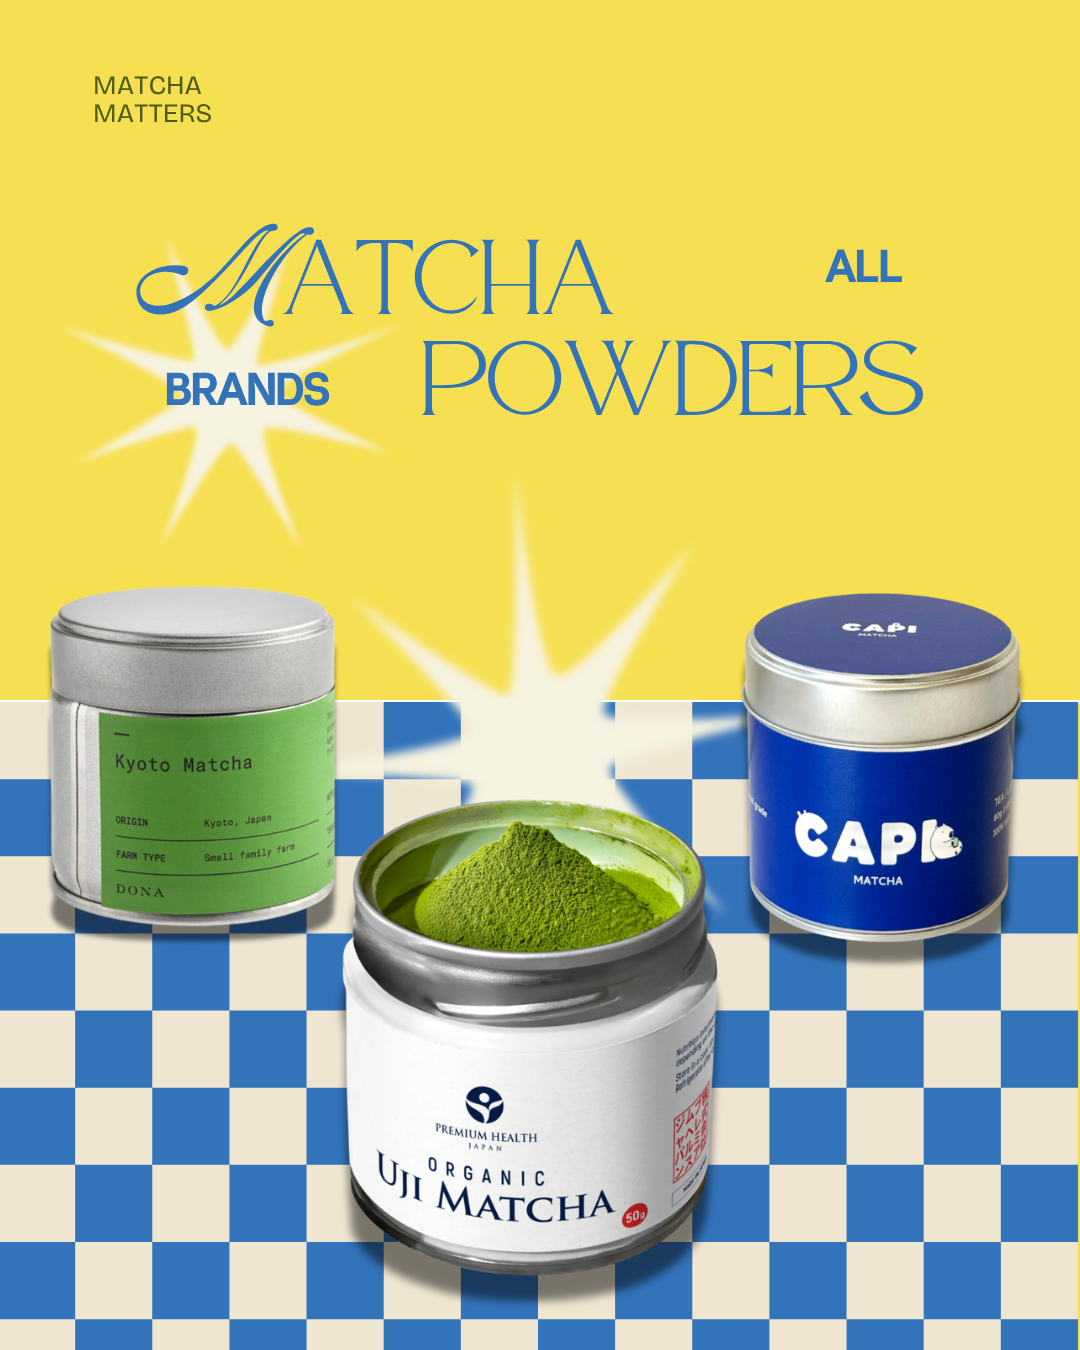 MATCHA
MATTERS
MATCHA
ALL
BRANDS
POWDERS
Kyoto Matcha
ORIGIN Kyoto, Japan
FARM TYPE Small family farm
DONA
CAPI
MATCHA
CAPI
MATCHA
grade
PREMIUM HEALTH
JAPAN
ORGANIC
UJI MATCHA
50g